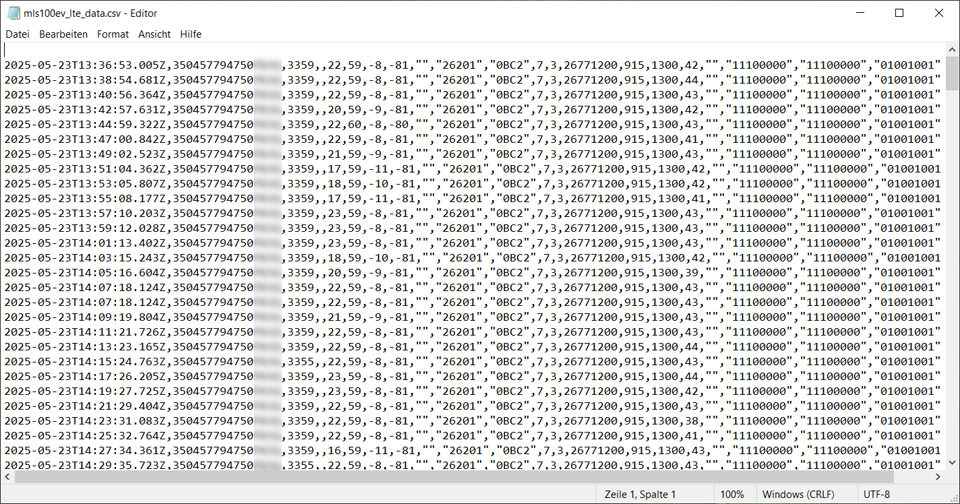 mls100ev_lte_data.csv - Editor
Datei Bearbeiten Format Ansicht Hilfe
2025-05-23T13:36:53.005Z,350457794750,3359,,22,59,-8,-81,"","26201","0BC2",7,3,26771200,915,1300,42,"","11100000","11100000","01001001"
2025-05-23T13:38:54.681Z,350457794750,3359,,22,59,-8,-81,"","26201","0BC2",7,3,26771200,915,1300,44,"","11100000","11100000","01001001"
2025-05-23T13:40:56.364Z,350457794750,3359,,22,59,-8,-81,"","26201","0BC2",7,3,26771200,915,1300,43,"","11100000","11100000","01001001"
2025-05-23T13:42:57.631Z,350457794750,3359,,20,59,-9,-81,"","26201","0BC2",7,3,26771200,915,1300,42,"","11100000","11100000","01001001"
2025-05-23T13:44:59.322Z,350457794750,3359,,22,60,-8,-80,"","26201","0BC2",7,3,26771200,915,1300,43,"","11100000","11100000","01001001"
2025-05-23T13:47:00.842Z,350457794750,3359,,22,59,-8,-81,"","26201","0BC2",7,3,26771200,915,1300,41,"","11100000","11100000","01001001"
2025-05-23T13:49:02.523Z,350457794750,3359,,21,59,-9,-81,"","26201","0BC2",7,3,26771200,915,1300,43,"","11100000","11100000","01001001"
2025-05-23T13:51:04.362Z,350457794750,3359,,17,59,-11,-81,"","26201","0BC2",7,3,26771200,915,1300,42,"","11100000","11100000","01001001
2025-05-23T13:53:05.807Z,350457794750,3359,,18,59,-10,-81,"","26201","0BC2",7,3,26771200,915,1300,42,"","11100000","11100000","01001001
2025-05-23T13:55:08.177Z,350457794750,3359,,17,59,-11,-81,"","26201","0BC2",7,3,26771200,915,1300,41,"","11100000","11100000","01001001
2025-05-23T13:57:10.203Z,350457794750,3359,,23,59,-8,-81,"","26201","0BC2",7,3,26771200,915,1300,43,"","11100000","11100000","01001001"
2025-05-23T13:59:12.028Z,350457794750,3359,,23,59,-8,-81,"","26201","0BC2",7,3,26771200,915,1300,43,"","11100000","11100000","01001001"
2025-05-23T14:01:13.402Z,350457794750,3359,,23,59,-8,-81,"","26201","0BC2",7,3,26771200,915,1300,43,"","11100000","11100000","01001001"
2025-05-23T14:03:15.243Z,350457794750,3359,,18,59,-10,-81,"","26201","0BC2",7,3,26771200,915,1300,42,"","11100000","11100000","01001001
2025-05-23T14:05:16.604Z,350457794750,3359,,20,59,-9,-81,"","26201","0BC2",7,3,26771200,915,1300,39,"","11100000","11100000","01001001"
2025-05-23T14:07:18.124Z,350457794750,3359,,22,59,-8,-81,"","26201","0BC2",7,3,26771200,915,1300,43,"","11100000","11100000","01001001"
2025-05-23T14:07:18.124Z,350457794750,3359,,22,59,-8,-81,"","26201","0BC2",7,3,26771200,915,1300,43,"","11100000","11100000","01001001"
2025-05-23T14:09:19.804Z,350457794750,3359,,21,59,-9,-81,"","26201","0BC2",7,3,26771200,915,1300,43,"","11100000","11100000","01001001"
2025-05-23T14:11:21.726Z,350457794750,3359,,22,59,-8,-81,"","26201","0BC2",7,3,26771200,915,1300,43,"","11100000","11100000","01001001"
2025-05-23T14:13:23.165Z,350457794750,3359,,22,59,-8,-81,"","26201","0BC2",7,3,26771200,915,1300,44,"","11100000","11100000","01001001"
2025-05-23T14:15:24.763Z,350457794750,3355,,22,59,-8,-81,"","26201","0BC2",7,3,26771200,915,1300,43,"","11100000","11100000","01001001"
2025-05-23T14:17:26.205Z,350457794750,3359,,23,59,-8,-81,"","26201","0BC2",7,3,26771200,915,1300,44,"","11100000","11100000","01001001"
2025-05-23T14:19:27.725Z,350457794750,3359,,23,59,-8,-81,"","26201","0BC2",7,3,26771200,915,1300,42,"","11100000","11100000","01001001"
2025-05-23T14:21:29.404Z,350457794750,3359,,22,59,-8,-81,"","26201","0BC2",7,3,26771200,915,1300,43,"","11100000","11100000","01001001"
2025-05-23T14:23:31.083Z,350457794750,3359,,22,59,-8,-81,"","26201","0BC2",7,3,26771200,915,1300,38,"","11100000","11100000","01001001"
2025-05-23T14:25:32.764Z,350457794750,3359,,22,59,-8,-81,"","26201","0BC2",7,3,26771200,915,1300,41,"","11100000","11100000","01001001"
2025-05-23T14:27:34.361Z,350457794750,3359,,16,59,-11,-81,"","26201","0BC2",7,3,26771200,915,1300,43,"","11100000","11100000","01001001
2025-05-23T14:29:35.723Z,350457794750,3355,,22,59,-8,-81,"","26201","0BC2",7,3,26771200,915,1300,43,"","11100000","11100000","01001001"
Zeile 1, Spalte 1 100% Windows (CRLF) UTF-8